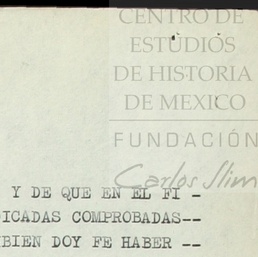 CENTRO DE
ESTUDIOS
DE HISTORIA
DE MEXICO
FUNDACIÓN
Carlos Slim
Y DE QUE EN EL FI -
ICADAS COMPROBADAS--
BIEN DOY FE HABER --